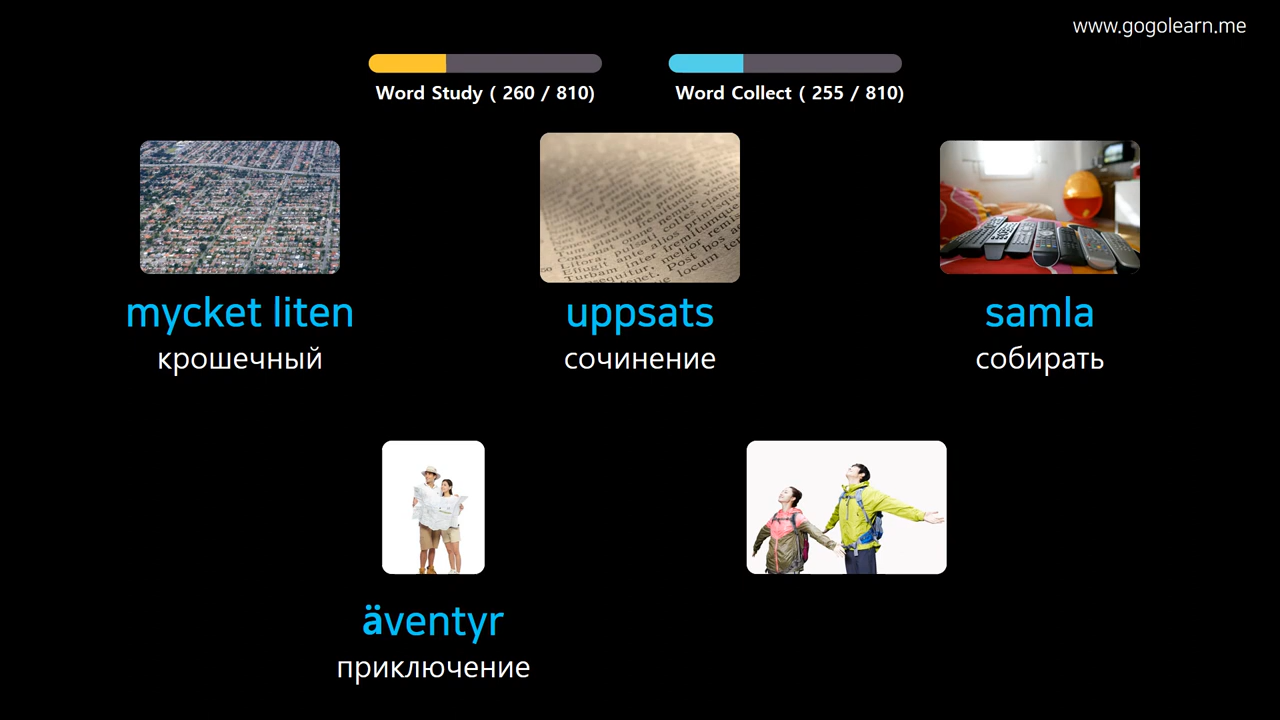 www.gogolearn.me
Word Study ( 260 / 810)
Word Collect ( 255 / 810)
mycket liten
крошечный
uppsats
сочинение
samla
собирать
äventyr
приключение